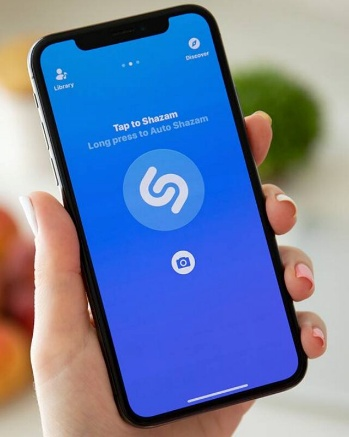 Library
Discover
Tap to Shazam
Long press to Auto Shazam